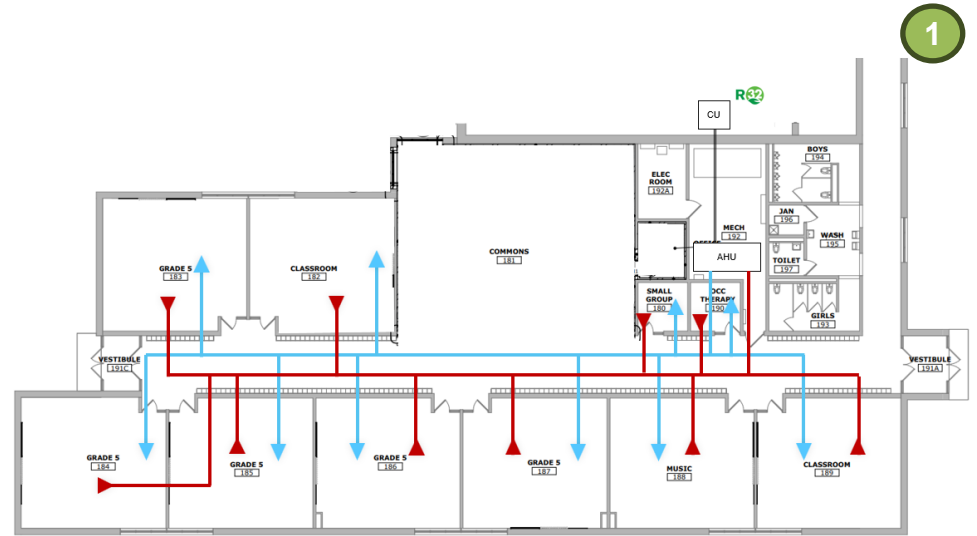 1
R32
CU
BOYS
194
ELEC
ROOM
192A
JAN
196
MECH
192
WASH
195
COMMONS
181
AHU
TOILET
197
GRADE 5
183
CLASSROOM
182
SMALL
GROUP
180
OCC
THERAPY
190
GIRLS
193
VESTIBULE
191C
VESTIBULE
191A
GRADE 5
184
GRADE 5
185
GRADE 5
186
GRADE 5
187
MUSIC
188
CLASSROOM
189